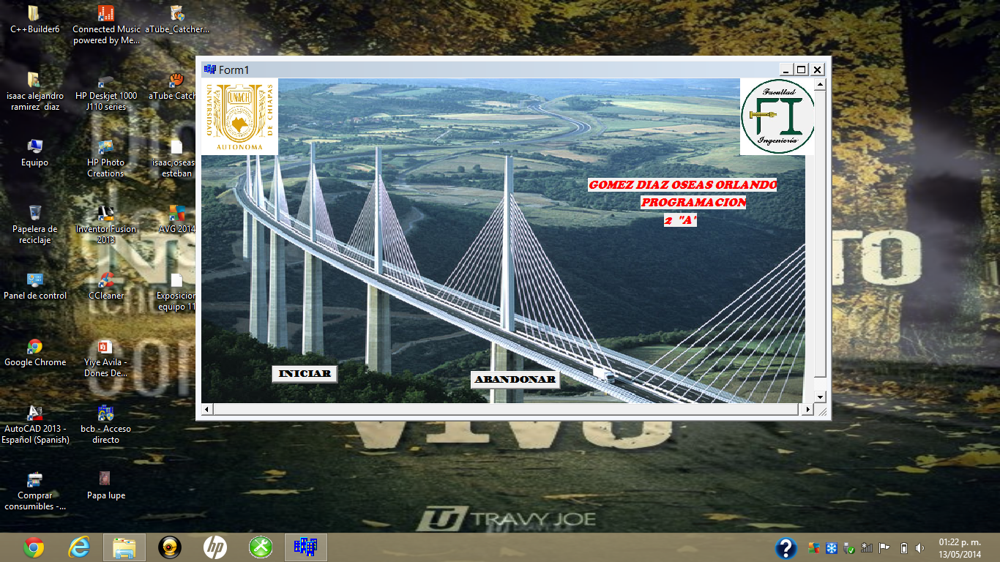 C++Builder6
Connected Music
powered by Me...
aTube_Catcher...
isaac alejandro
ramirez diaz
HP Deskjet 1000
J110 series
aTube Catch
Equipo
HP Photo
Creations
isaac,oseas
esteban
Papelera de
reciclaje
Inventor Fusion
2013
AVG 2014
Panel de control
CCleaner
Exposicion
equipo 11
Google Chrome
Yiye Avila -
Dones De...
AutoCAD 2013 -
Español (Spanish)
bcb - Acceso
directo
Comprar
consumibles -...
Papa lupe
Form1
UNIVERSIDAD
UNACH
DE CHIAPAS
AUTONOMA
Facultad
FI
Ingeniería
GOMEZ DIAZ OSEAS ORLANDO
PROGRAMACION
2 "A"
INICIAR
ABANDONAR
TO
VIVO
TRAVY JOE
hp
01:22 p. m.
13/05/2014